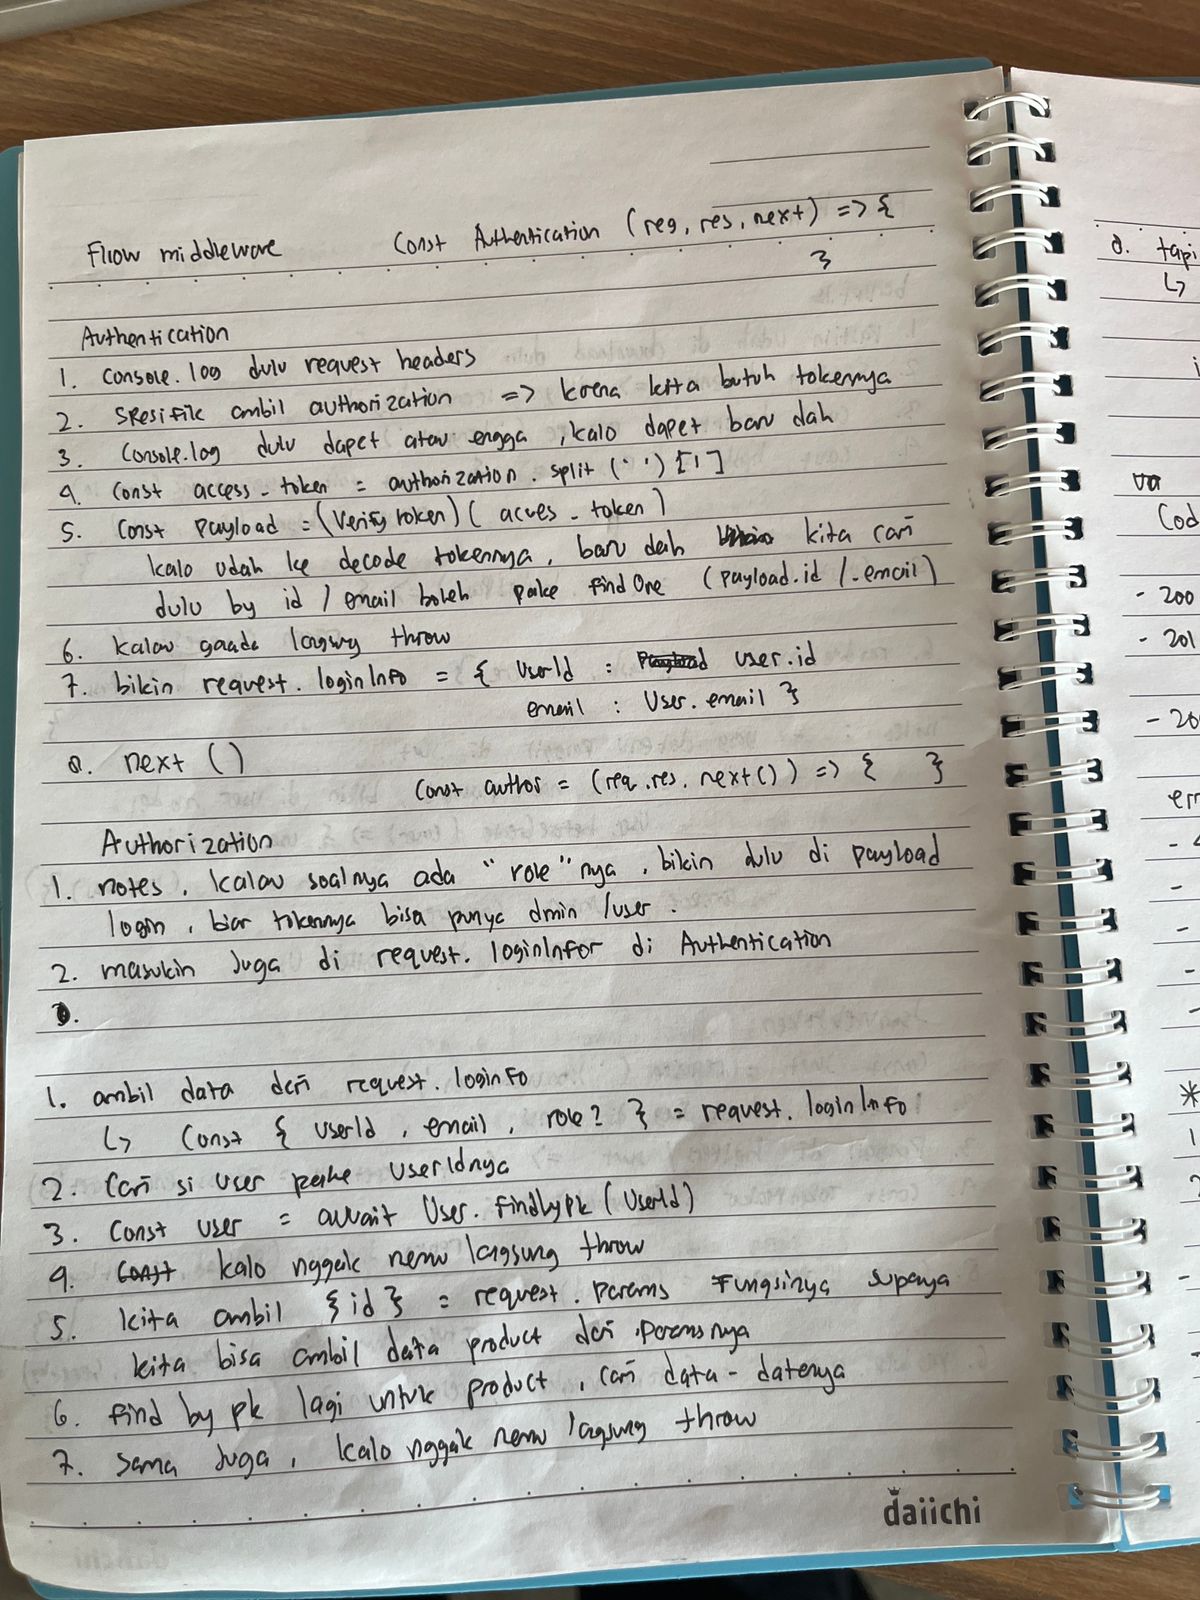 Flow middleware const Authentication (req, res, next) => {
}
Authentication
1. console.log dulu request headers
2. spesifik ambil authorization => karena kita butuh tokennya
3. Console.log dulu dapet atau engga, kalo dapet baru dah
4. const access_token = authorization.split(' ')[1]
5. const payload = (verify token)(acces_token)
kalo udah ke decode tokennya, baru dah kita cari
dulu by id / email boleh pake findOne (payload.id / .email)
6. kalau gaada langsung throw
7. bikin request.loginInfo = { UserId : user.id
email : User.email }
8. next ()
Const author = (req.res.next()) => { }
Authorization
1. notes, kalau soalnya ada "role"nya, bikin dulu di payload
login, biar tokennya bisa punya dmin/user.
2. masukin juga di request.loginInfor di Authentication
1. ambil data dari request.loginFo
↳ Const { userId, email, role? } = request.loginInfo
2. Cari si user pake userIdnya
3. Const user = await User.findbypk(UserId)
4. kalo nggak nemu langsung throw
5. kita ambil {id} = request.params Fungsinya supaya
kita bisa ambil data product dari .paramsnya
6. find by pk lagi untuk product, cari data-datanya
7. sama juga, kalo nggak nemu langsung throw
daiichi
8. tapi
↳
i
va
Cod
- 200
- 201
- 20
err
*
1
2